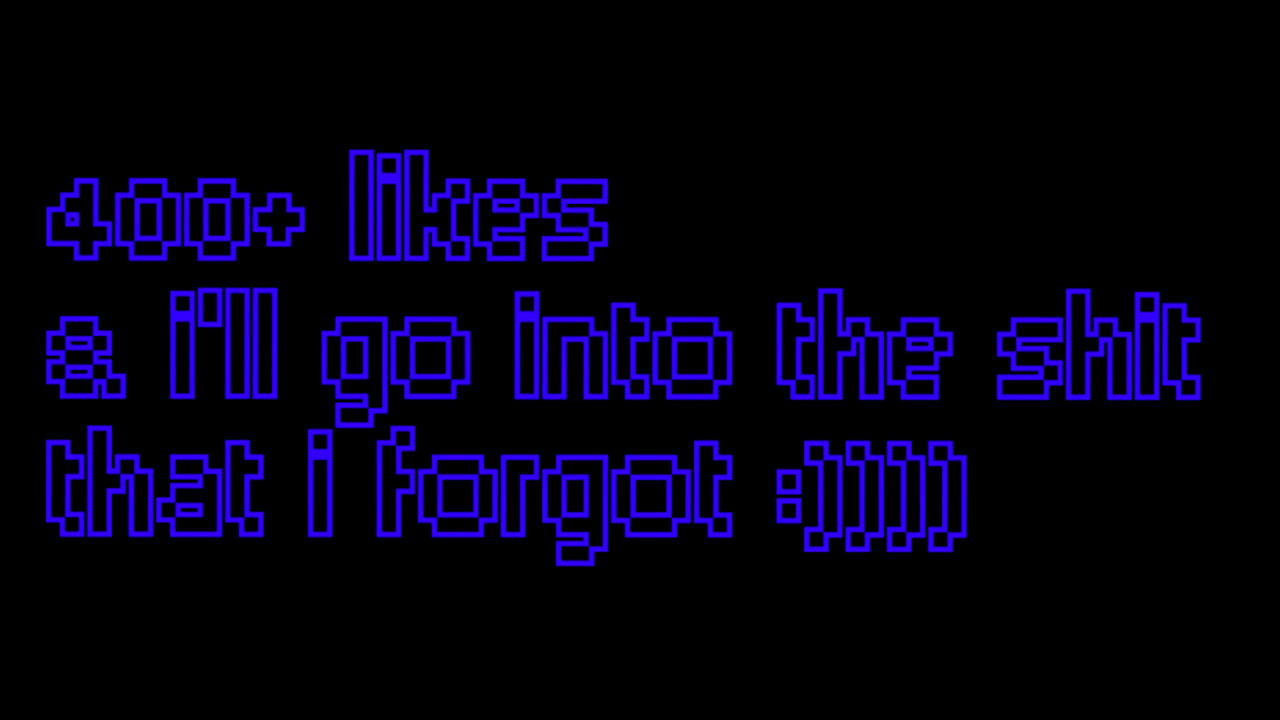 400+ likes
& i'll go into the shit
that i forgot :))))